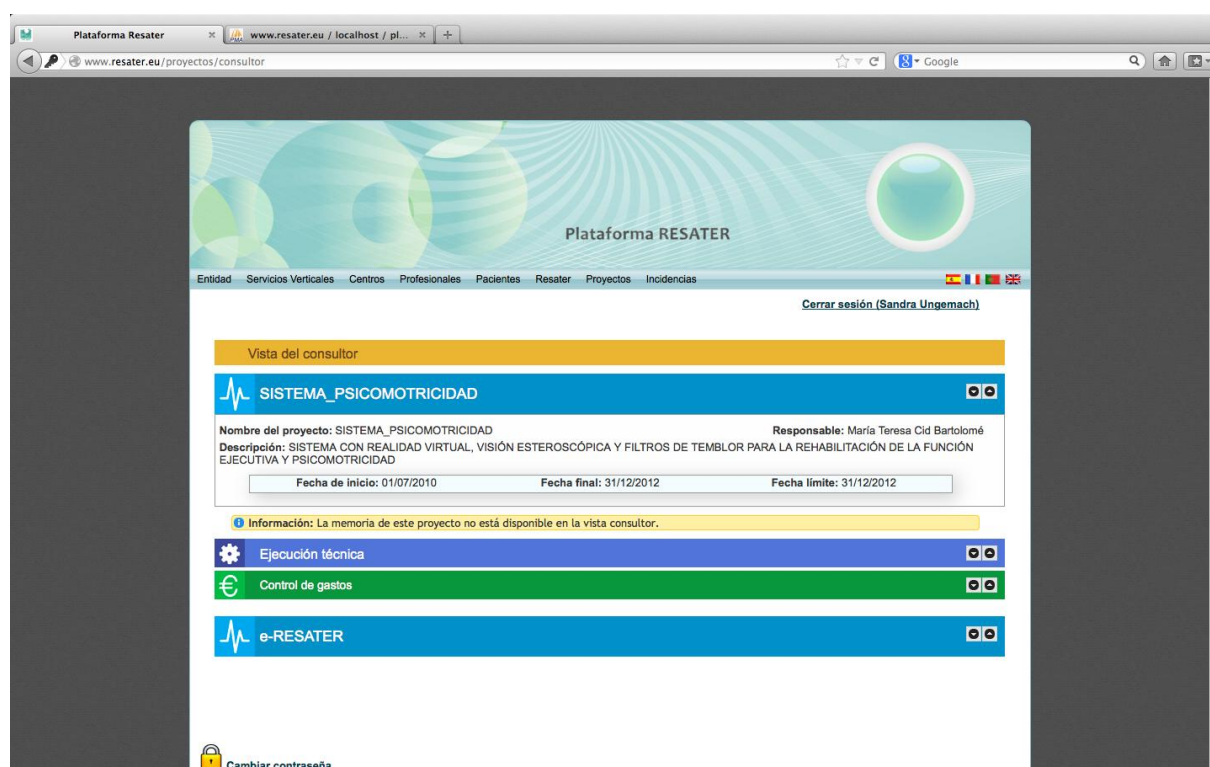 Plataforma Resater
www.resater.eu / localhost / pl...
www.resater.eu/proyectos/consultor
Google
Plataforma RESATER
Entidad Servicios Verticales Centros Profesionales Pacientes Resater Proyectos Incidencias
Cerrar sesión (Sandra Ungemach)
Vista del consultor
SISTEMA_PSICOMOTRICIDAD
Nombre del proyecto: SISTEMA_PSICOMOTRICIDAD Responsable: María Teresa Cid Bartolomé
Descripción: SISTEMA CON REALIDAD VIRTUAL, VISIÓN ESTEROSCÓPICA Y FILTROS DE TEMBLOR PARA LA REHABILITACIÓN DE LA FUNCIÓN
EJECUTIVA Y PSICOMOTRICIDAD
Fecha de inicio: 01/07/2010 Fecha final: 31/12/2012 Fecha límite: 31/12/2012
Información: La memoria de este proyecto no está disponible en la vista consultor.
Ejecución técnica
€ Control de gastos
e-RESATER
Cambiar contraseña